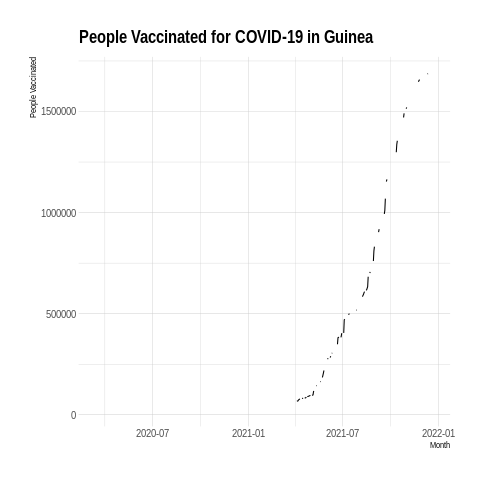 People Vaccinated for COVID-19 in Guinea
People Vaccinated
1500000
1000000
500000
0
2020-07 2021-01 2021-07 2022-01
Month